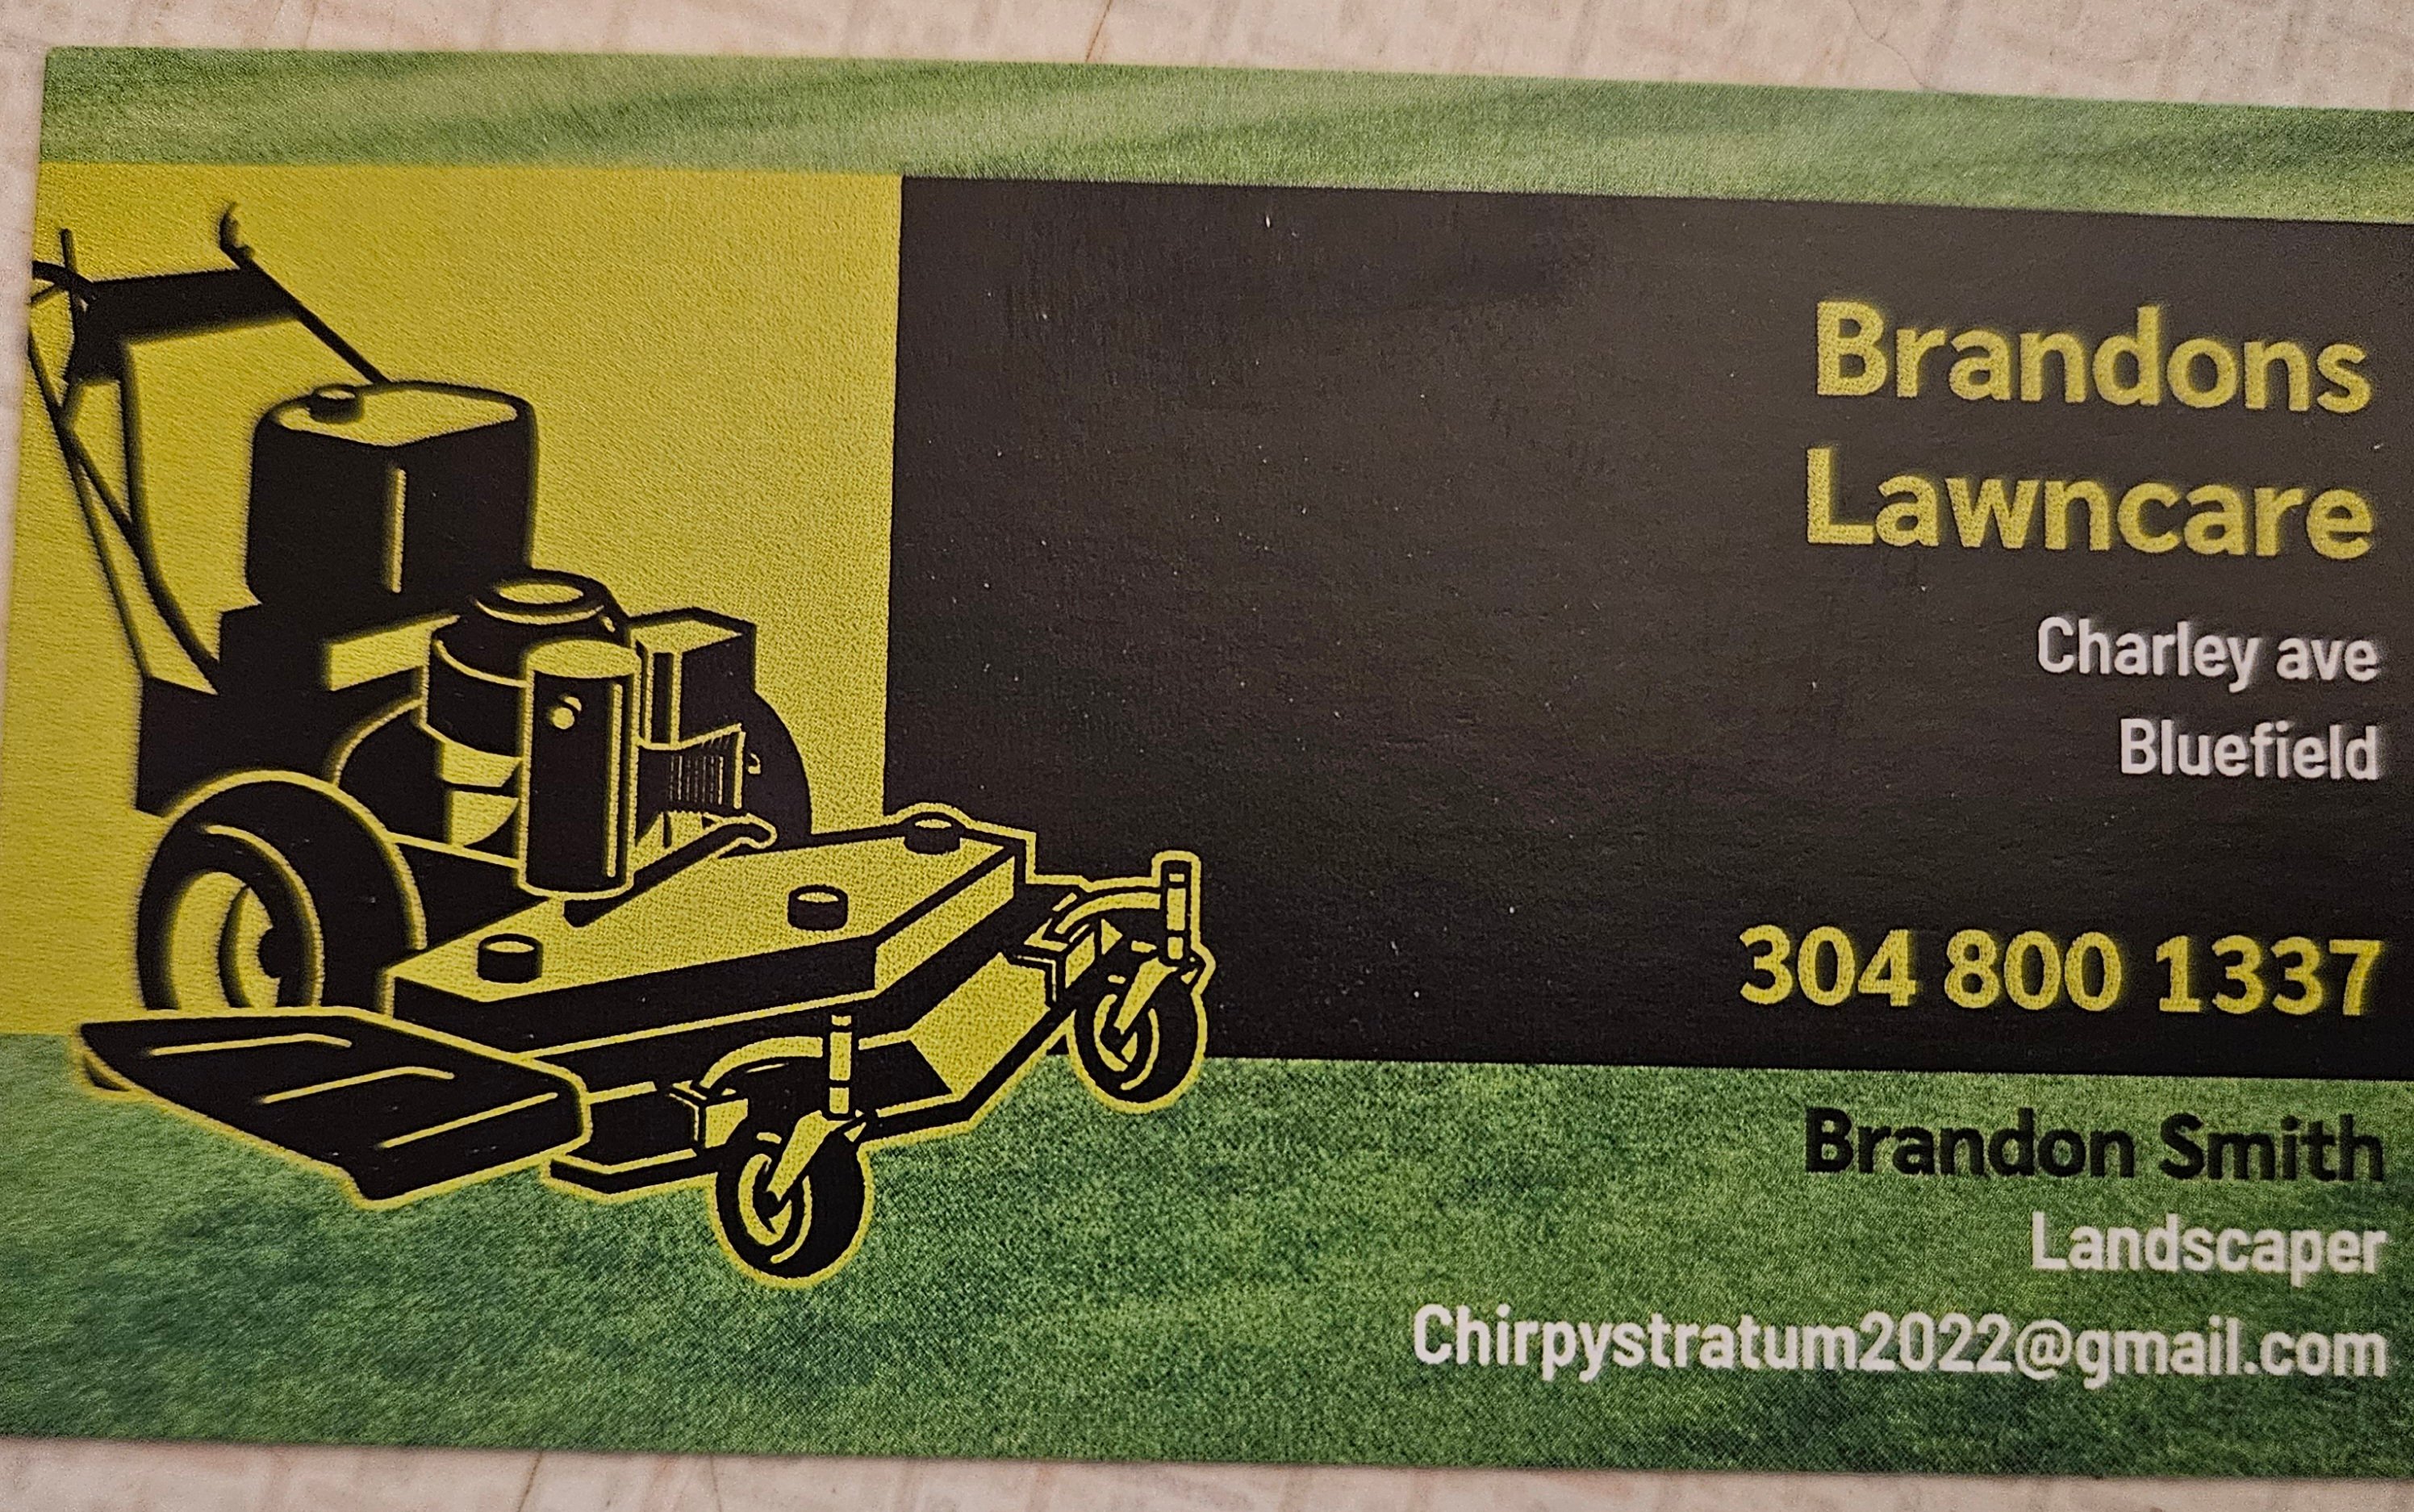 Brandons
Lawncare
Charley ave
Bluefield
304 800 1337
Brandon Smith
Landscaper
Chirpystratum2022@gmail.com